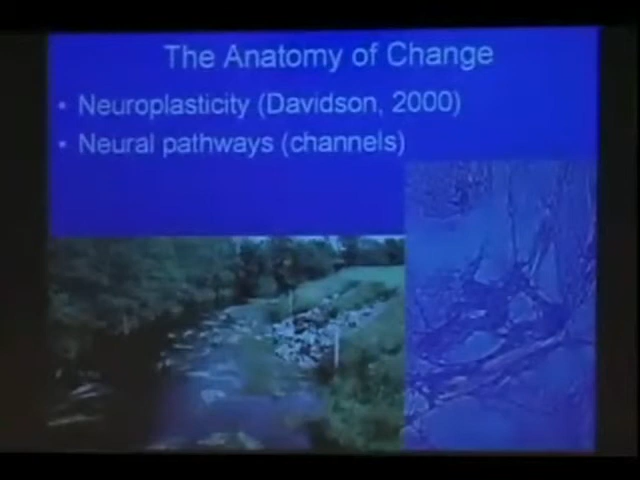 The Anatomy of Change
• Neuroplasticity (Davidson, 2000)
• Neural pathways (channels)